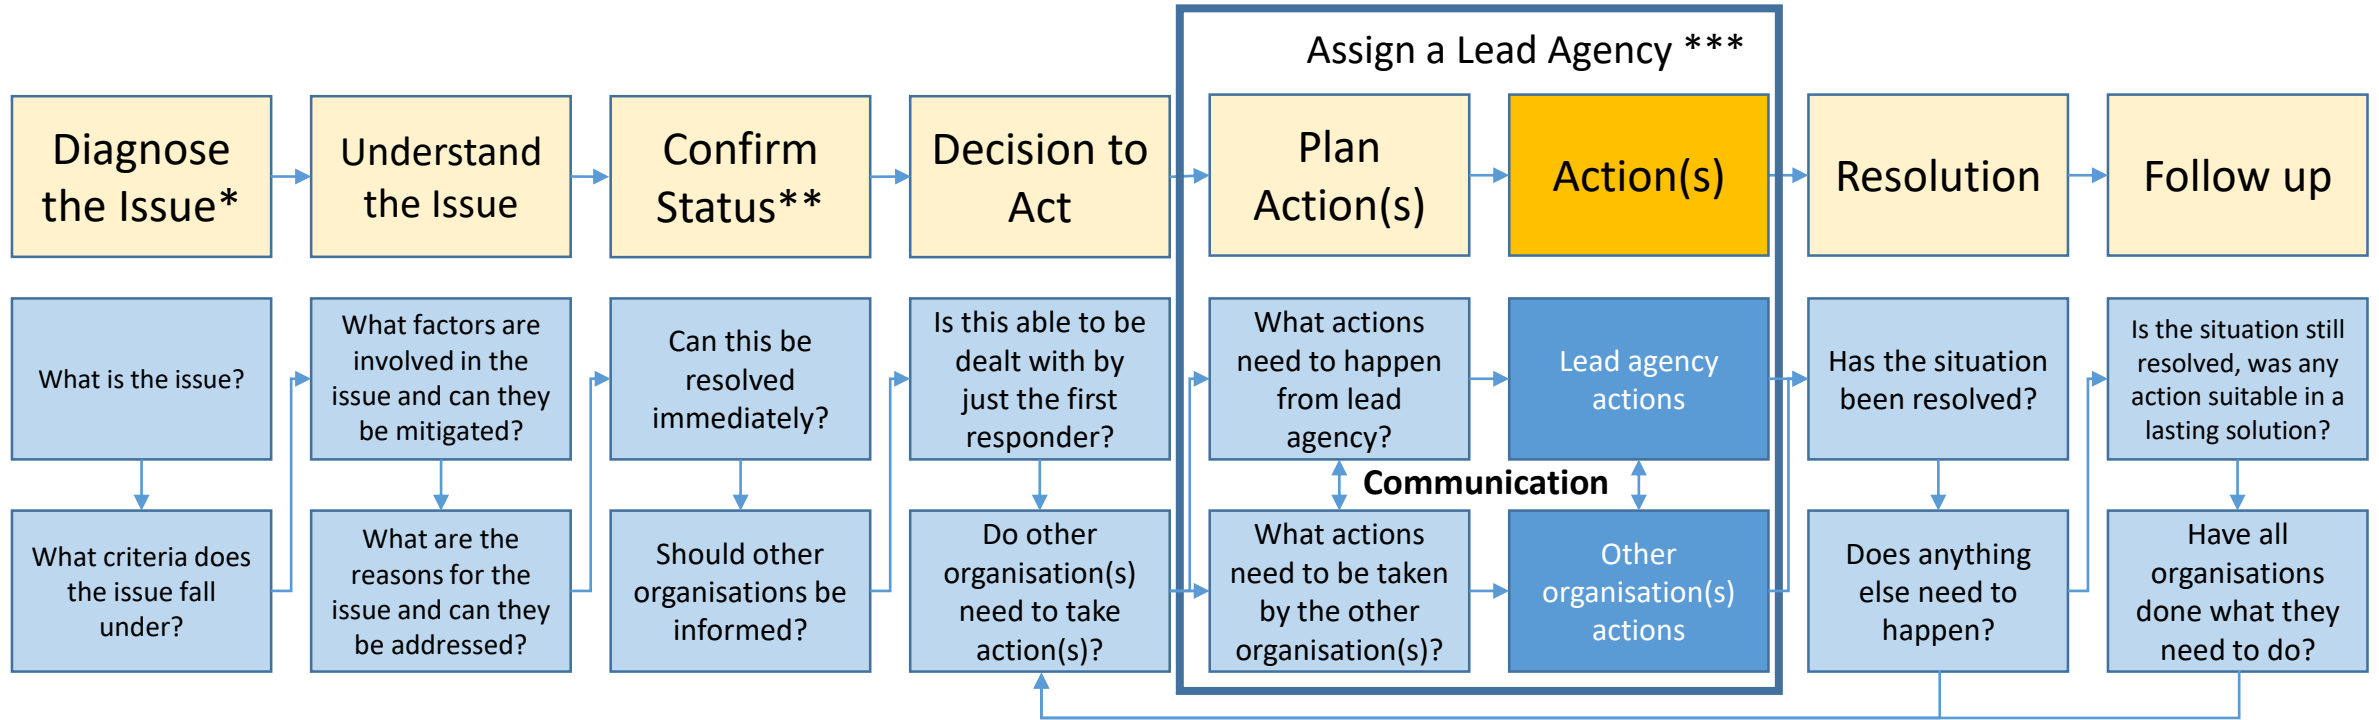 Assign a Lead Agency ***
Diagnose
the Issue*
Understand
the Issue
Confirm
Status**
Decision to
Act
Plan
Action(s)
Action(s)
Resolution
Follow up
What is the issue?
What factors are
involved in the
issue and can they
be mitigated?
Can this be
resolved
immediately?
Is this able to be
dealt with by
just the first
responder?
What actions
need to happen
from lead
agency?
Lead agency
actions
Has the situation
been resolved?
Is the situation still
resolved, was any
action suitable in a
lasting solution?
Communication
What criteria does
the issue fall
under?
What are the
reasons for the
issue and can they
be addressed?
Should other
organisations be
informed?
Do other
organisation(s)
need to take
action(s)?
What actions
need to be taken
by the other
organisation(s)?
Other
organisation(s)
actions
Does anything
else need to
happen?
Have all
organisations
done what they
need to do?